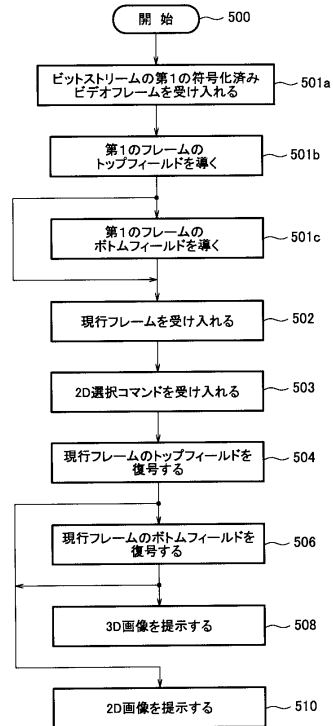 開 始
500
ビットストリームの第1の符号化済み
ビデオフレームを受け入れる
501a
第1のフレームの
トップフィールドを導く
501b
第1のフレームの
ボトムフィールドを導く
501c
現行フレームを受け入れる
502
2D選択コマンドを受け入れる
503
現行フレームのトップフィールドを
復号する
504
現行フレームのボトムフィールドを
復号する
506
3D画像を提示する
508
2D画像を提示する
510